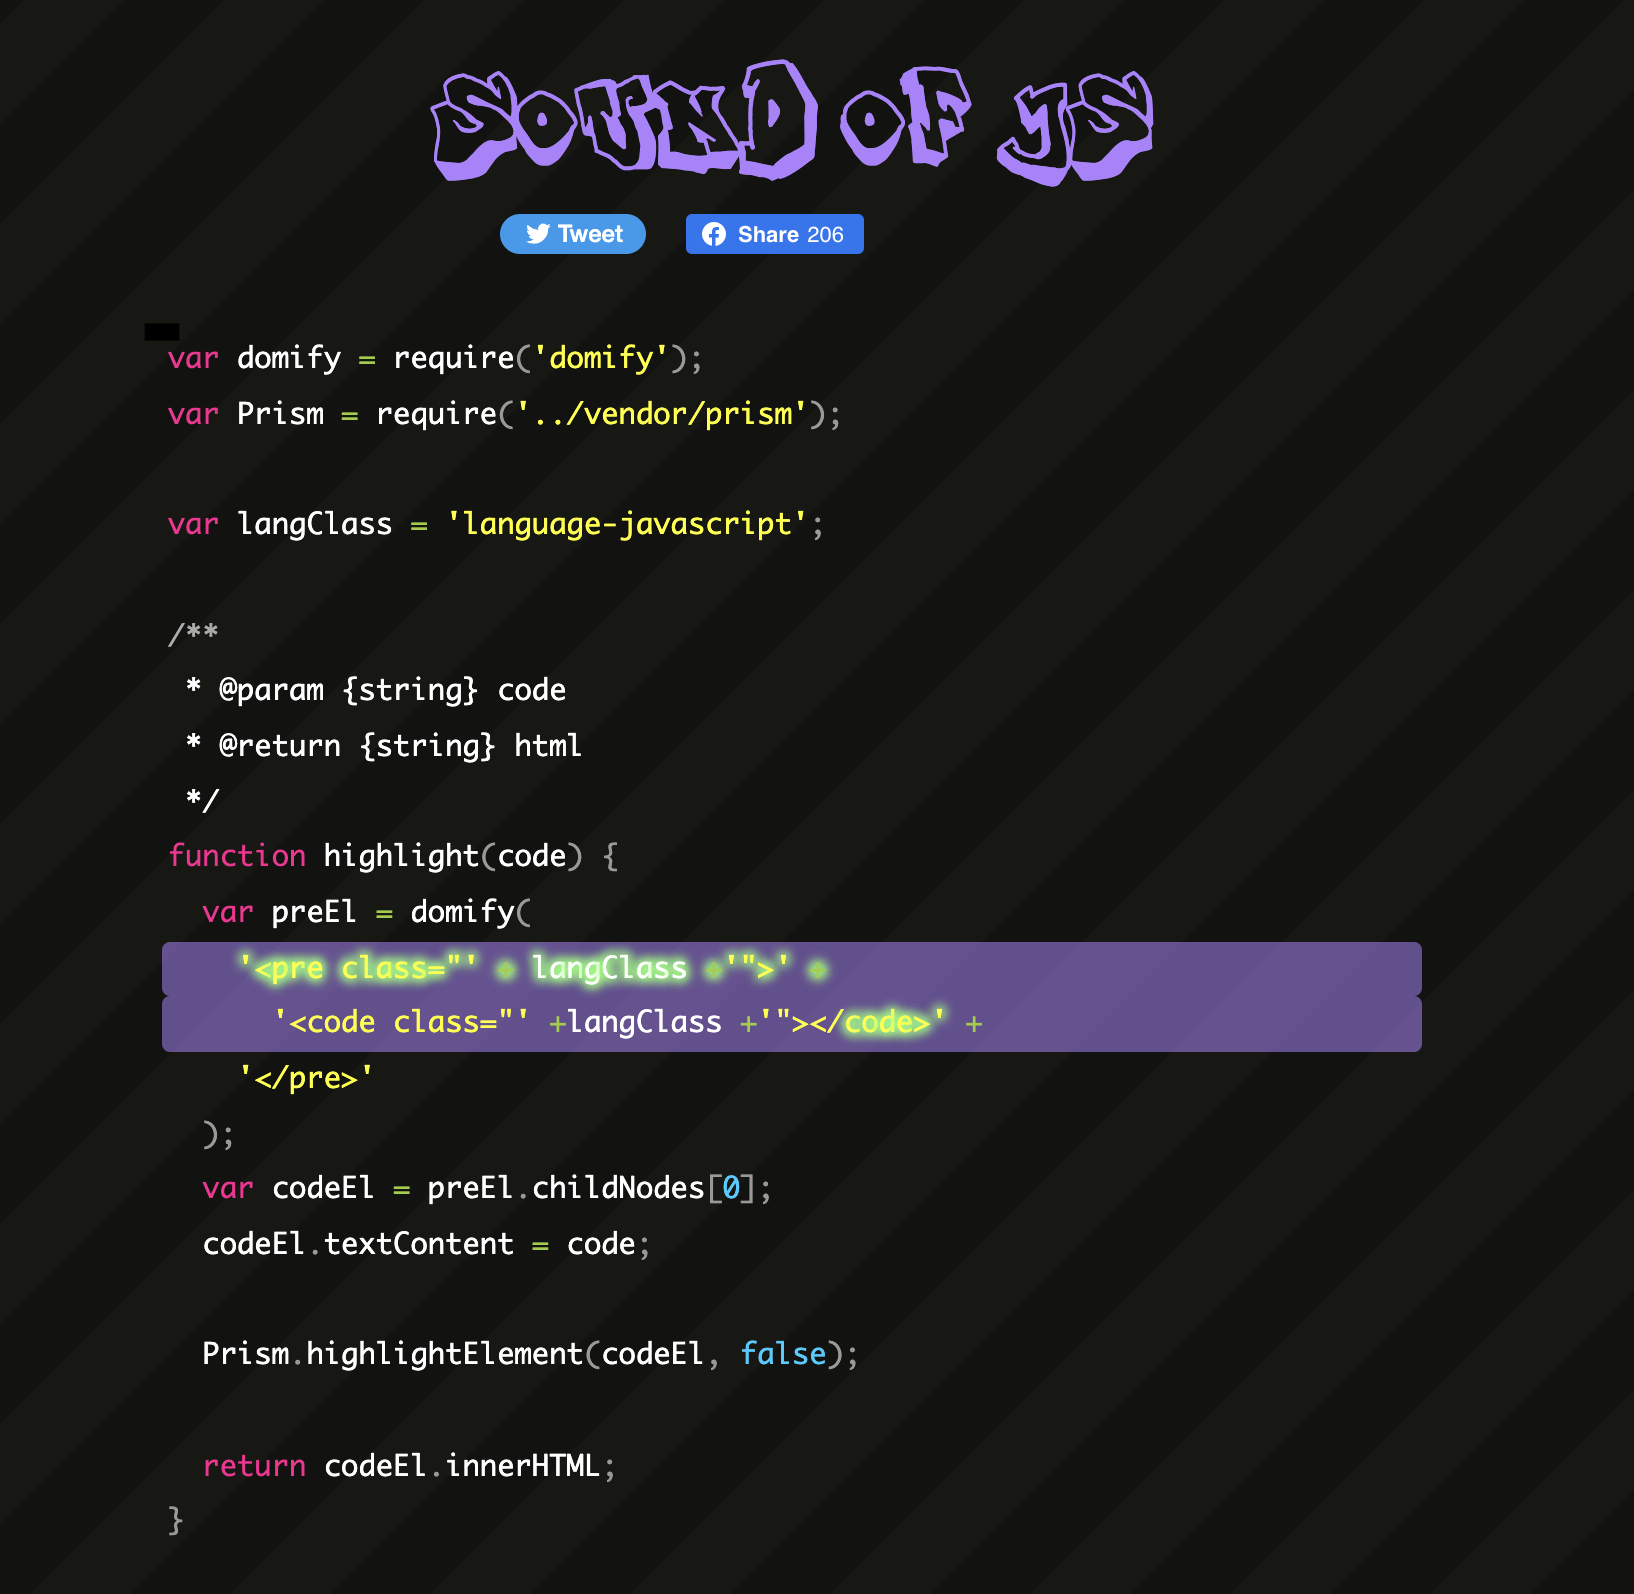 SOUND OF JS
Tweet
Share 206
var domify = require('domify');
var Prism = require('../vendor/prism');
var langClass = 'language-javascript';
/**
 * @param {string} code
 * @return {string} html
 */
function highlight(code) {
  var preEl = domify(
    '<pre class="' + langClass +'">' +
      '<code class="' +langClass +'"></code>' +
    '</pre>'
  );
  var codeEl = preEl.childNodes[0];
  codeEl.textContent = code;
  Prism.highlightElement(codeEl, false);
  return codeEl.innerHTML;
}